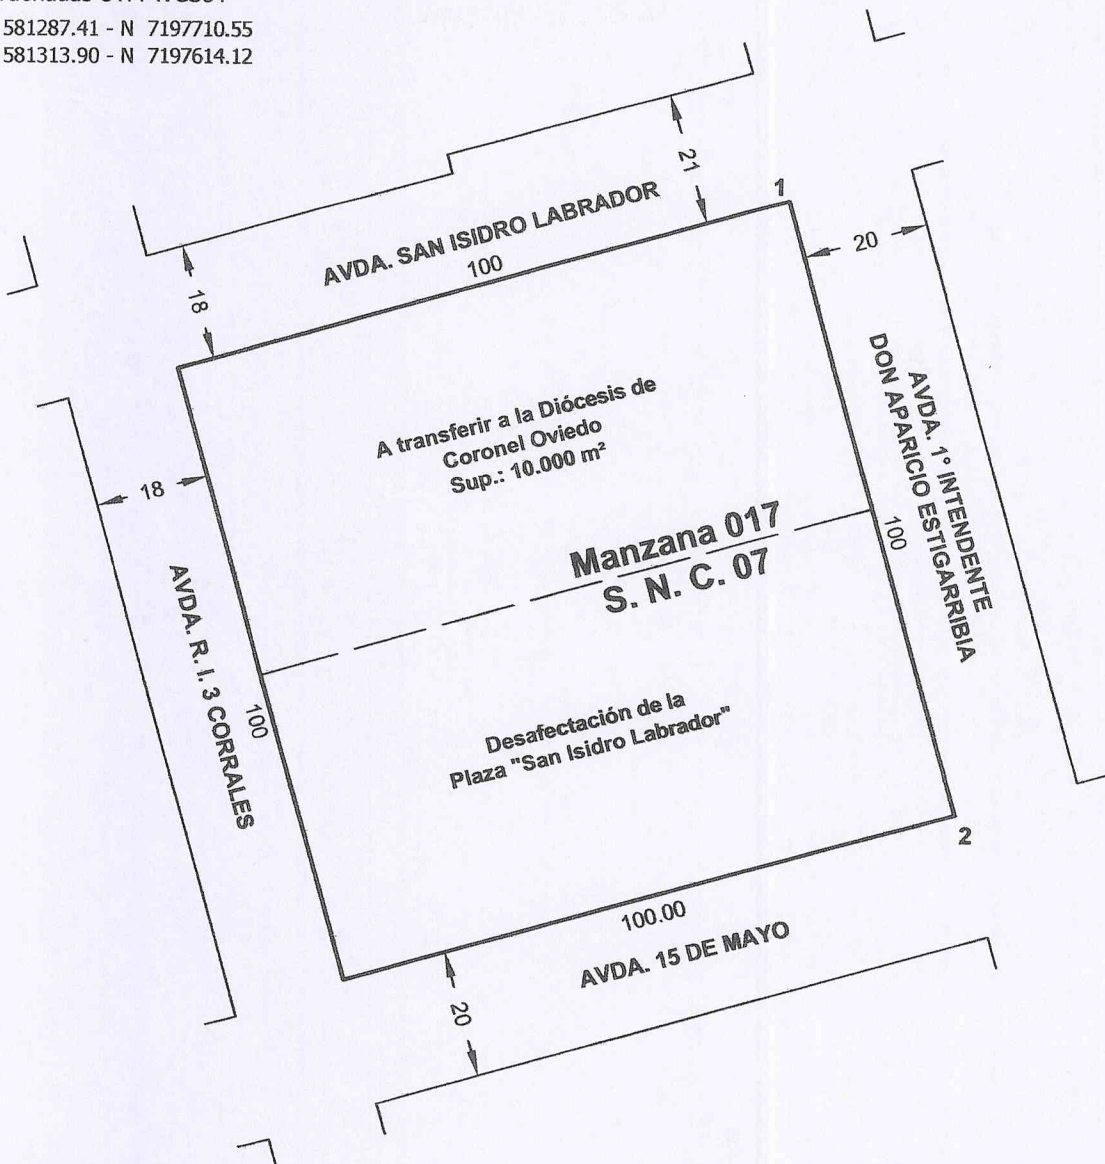 581287.41 - N 7197710.55
581313.90 - N 7197614.12
21
1
AVDA. SAN ISIDRO LABRADOR
100
20
18
AVDA. 1° INTENDENTE
DON APARICIO ESTIGARRIBIA
100
A transferir a la Diócesis de
Coronel Oviedo
Sup.: 10.000 m²
18
Manzana 017
S. N. C. 07
AVDA. R. I. 3 CORRALES
100
Desafectación de la
Plaza "San Isidro Labrador"
2
100.00
AVDA. 15 DE MAYO
20